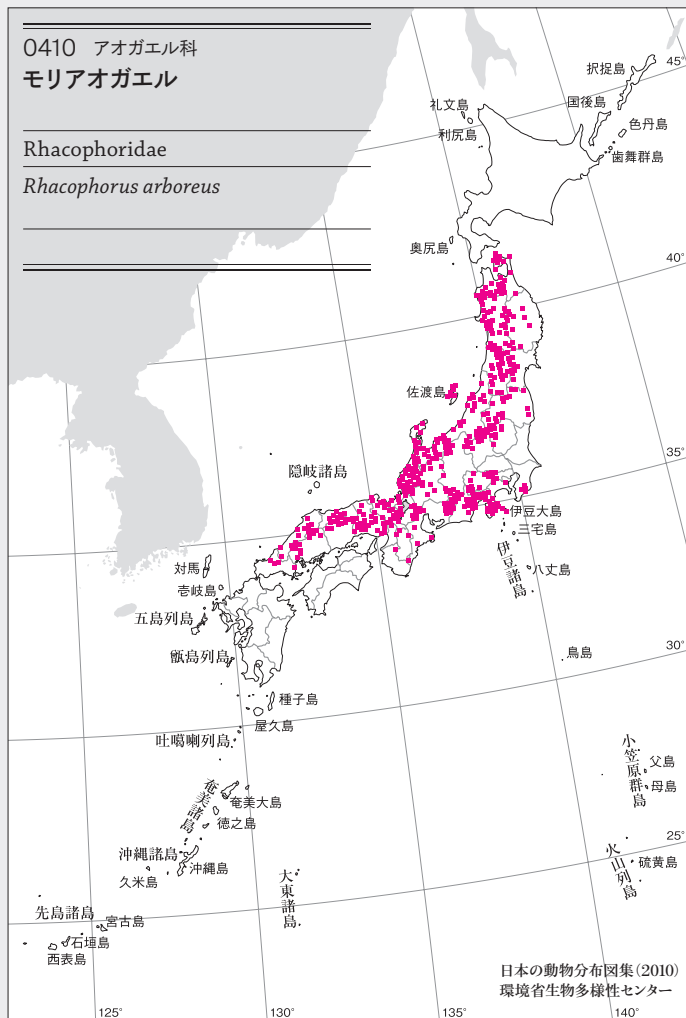 0410 アオガエル科
モリアオガエル
Rhacophoridae
Rhacophorus arboreus
45°
択捉島
礼文島
国後島
色丹島
利尻島
歯舞群島
奥尻島
40°
佐渡島
35°
隠岐諸島
伊豆大島
三宅島
伊豆諸島
八丈島
対馬
壱岐島
五島列島
甑島列島
鳥島
30°
種子島
屋久島
吐噶喇列島
小笠原群島
父島
母島
奄美諸島
奄美大島
徳之島
25°
沖縄諸島
沖縄島
久米島
火山列島
硫黄島
大東諸島
先島諸島
宮古島
石垣島
西表島
日本の動物分布図集(2010)
環境省生物多様性センター
125°
130°
135°
140°